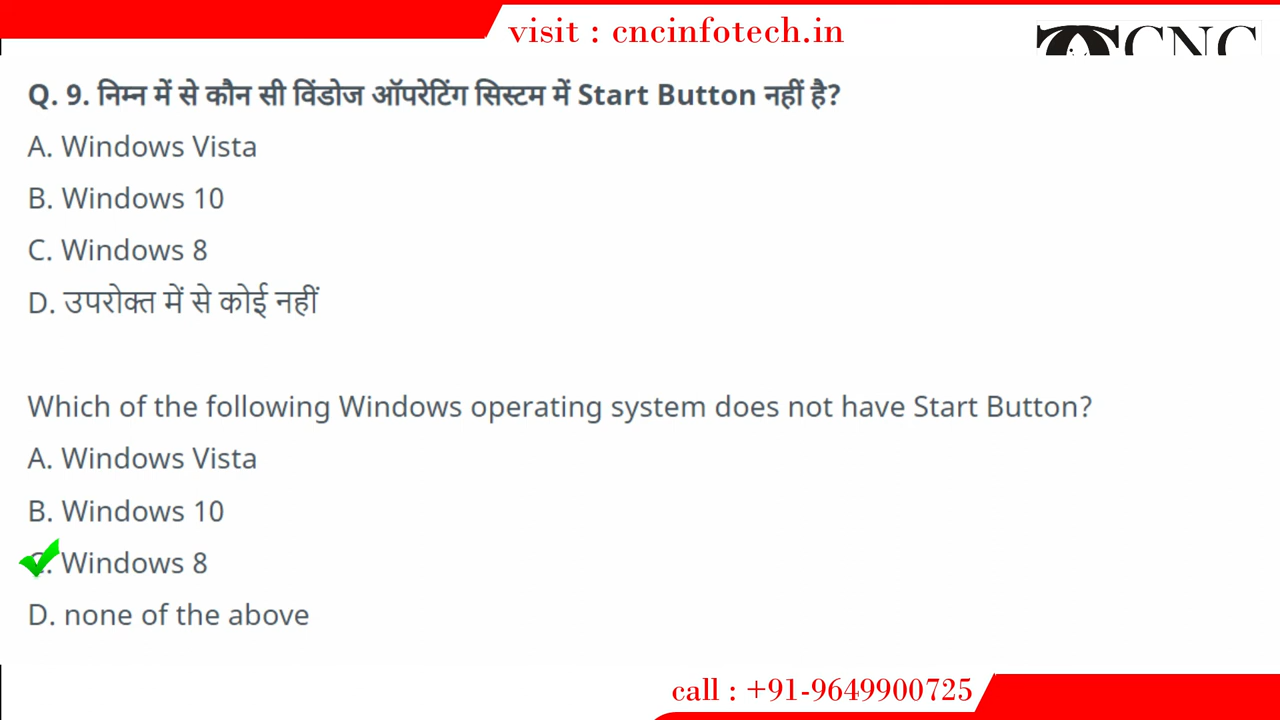 visit : cncinfotech.in
CNC
Q. 9. निम्न में से कौन सी विंडोज ऑपरेटिंग सिस्टम में Start Button नहीं है?
A. Windows Vista
B. Windows 10
C. Windows 8
D. उपरोक्त में से कोई नहीं
Which of the following Windows operating system does not have Start Button?
A. Windows Vista
B. Windows 10
C. Windows 8
D. none of the above
call : +91-9649900725